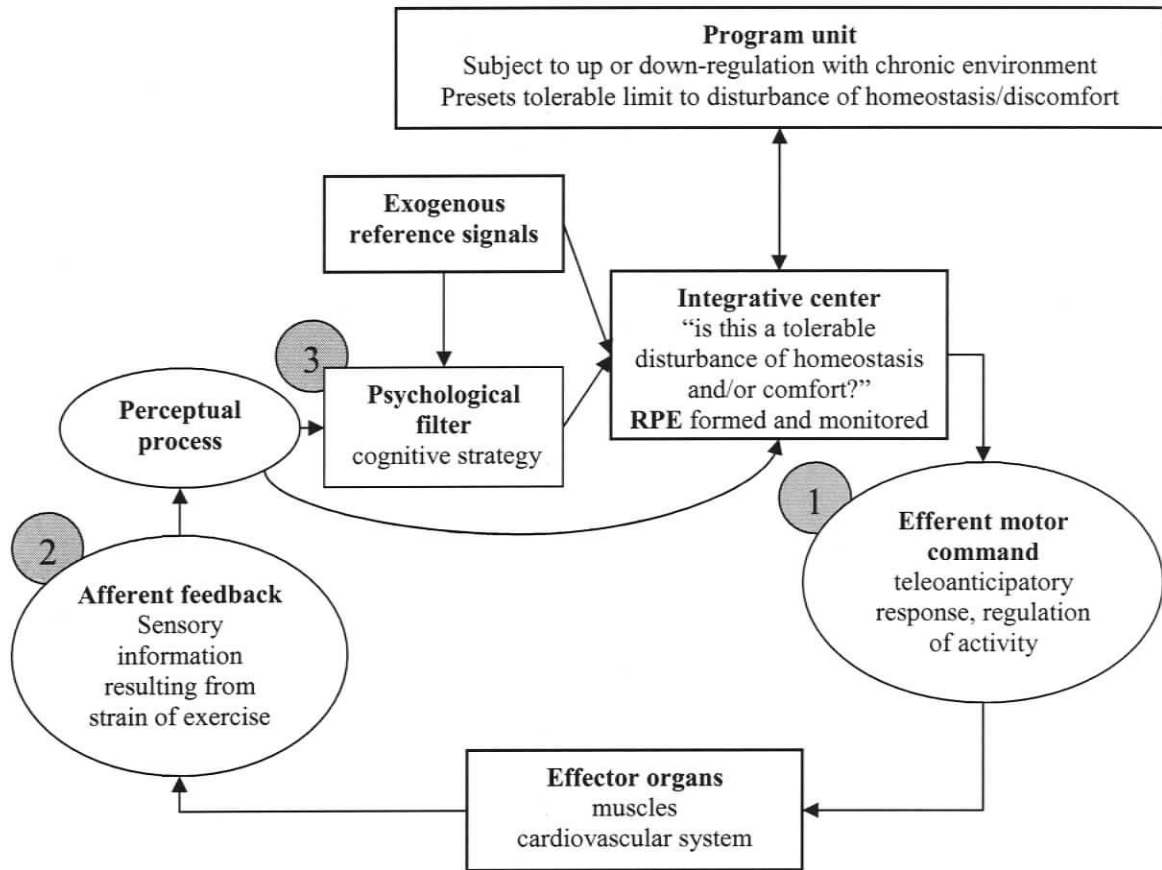 Program unit
Subject to up or down-regulation with chronic environment
Presets tolerable limit to disturbance of homeostasis/discomfort
Exogenous
reference signals
Integrative center
“is this a tolerable
disturbance of homeostasis
and/or comfort?”
RPE formed and monitored
3
Psychological
filter
cognitive strategy
Perceptual
process
1
Efferent motor
command
teleoanticipatory
response, regulation
of activity
2
Afferent feedback
Sensory
information
resulting from
strain of exercise
Effector organs
muscles
cardiovascular system